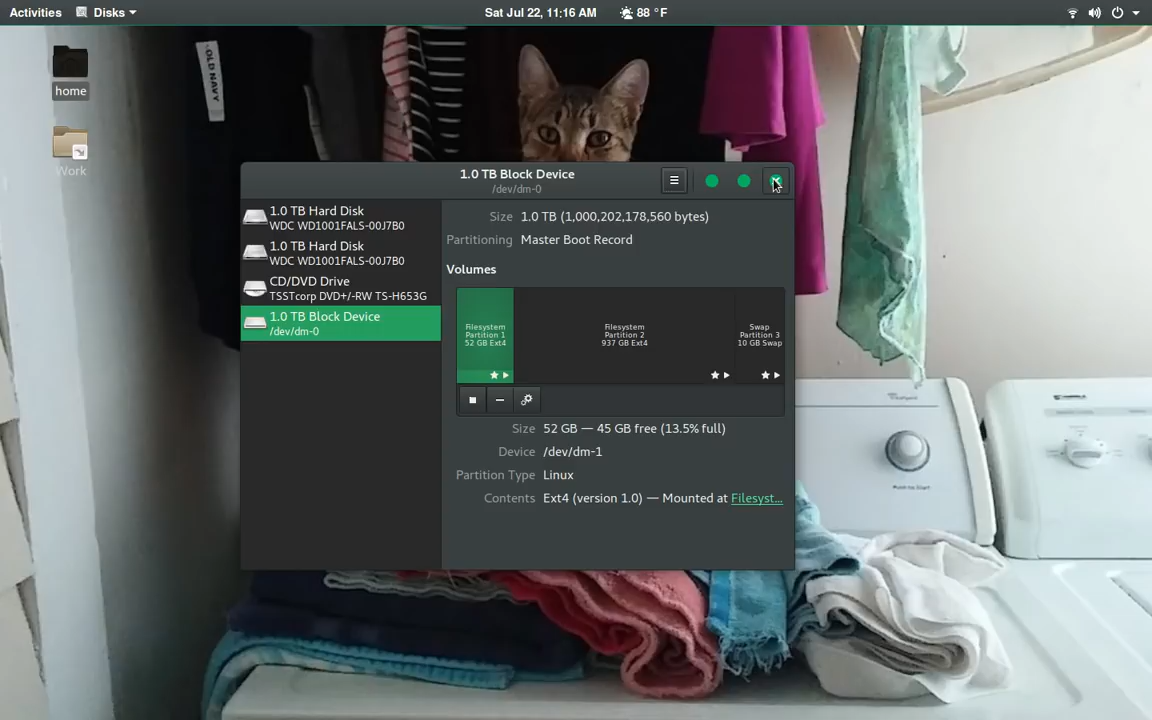 Activities Disks Sat Jul 22, 11:16 AM 88 °F
home
Work
OLD NAVY
1.0 TB Block Device
/dev/dm-0
1.0 TB Hard Disk
WDC WD1001FALS-00J7B0
1.0 TB Hard Disk
WDC WD1001FALS-00J7B0
CD/DVD Drive
TSSTcorp DVD+/-RW TS-H653G
1.0 TB Block Device
/dev/dm-0
Size 1.0 TB (1,000,202,178,560 bytes)
Partitioning Master Boot Record
Volumes
Filesystem
Partition 1
52 GB Ext4
Filesystem
Partition 2
937 GB Ext4
Swap
Partition 3
10 GB Swap
Size 52 GB — 45 GB free (13.5% full)
Device /dev/dm-1
Partition Type Linux
Contents Ext4 (version 1.0) — Mounted at Filesyst...